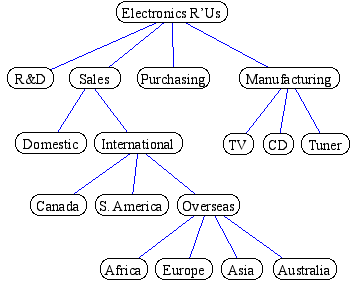 Electronics R'Us
R&D Sales Purchasing Manufacturing
Domestic International TV CD Tuner
Canada S. America Overseas
Africa Europe Asia Australia